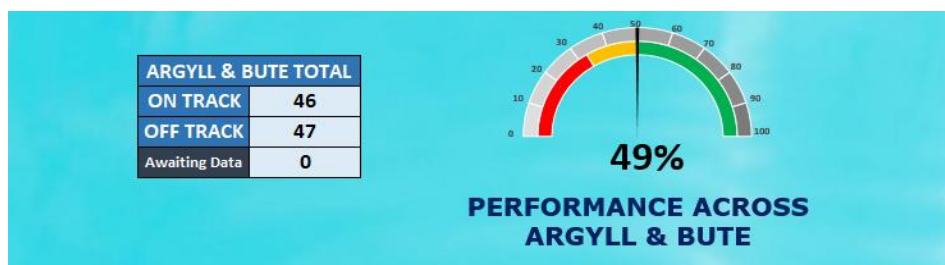 ARGYLL & BUTE TOTAL
ON TRACK 46
OFF TRACK 47
Awaiting Data 0
0 10 20 30 40 50 60 70 80 90 100
49%
PERFORMANCE ACROSS
ARGYLL & BUTE